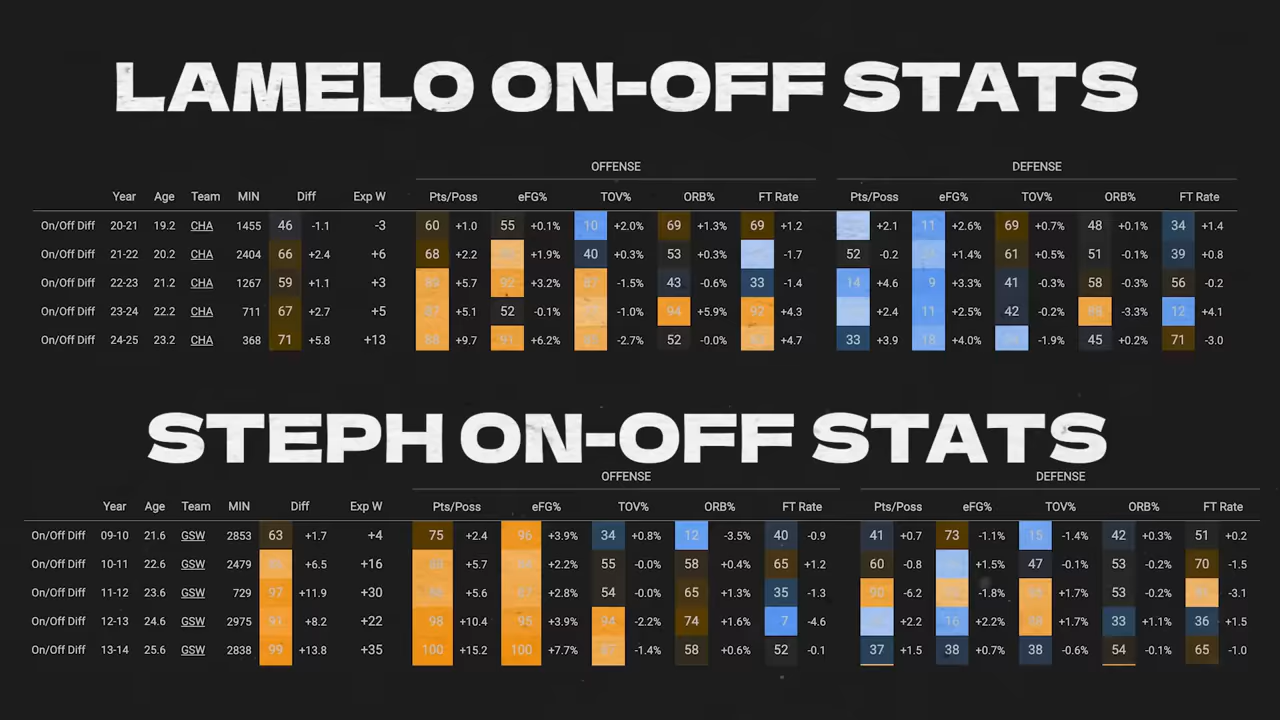 LAMELO ON-OFF STATS
OFFENSE DEFENSE
Year Age Team MIN Diff Exp W Pts/Poss eFG% TOV% ORB% FT Rate Pts/Poss eFG% TOV% ORB% FT Rate
On/Off Diff 20-21 19.2 CHA 1455 46 -1.1 -3 60 +1.0 55 +0.1% 10 +2.0% 69 +1.3% 69 +1.2 +2.1 11 +2.6% 69 +0.7% 48 +0.1% 34 +1.4
On/Off Diff 21-22 20.2 CHA 2404 66 +2.4 +6 68 +2.2 +1.9% 40 +0.3% 53 +0.3% -1.7 52 -0.2 +1.4% 61 +0.5% 51 -0.1% 39 +0.8
On/Off Diff 22-23 21.2 CHA 1267 59 +1.1 +3 89 +5.7 92 +3.2% 87 -1.5% 43 -0.6% 33 -1.4 14 +4.6 9 +3.3% 41 -0.3% 58 -0.3% 56 -0.2
On/Off Diff 23-24 22.2 CHA 711 67 +2.7 +5 87 +5.1 52 -0.1% -1.0% 94 +5.9% 92 +4.3 +2.4 11 +2.5% 42 -0.2% 89 -3.3% 12 +4.1
On/Off Diff 24-25 23.2 CHA 368 71 +5.8 +13 88 +9.7 91 +6.2% -2.7% 52 -0.0% +4.7 33 +3.9 18 +4.0% -1.9% 45 +0.2% 71 -3.0
STEPH ON-OFF STATS
OFFENSE DEFENSE
Year Age Team MIN Diff Exp W Pts/Poss eFG% TOV% ORB% FT Rate Pts/Poss eFG% TOV% ORB% FT Rate
On/Off Diff 09-10 21.6 GSW 2853 63 +1.7 +4 75 +2.4 96 +3.9% 34 +0.8% 12 -3.5% 40 -0.9 41 +0.7 73 -1.1% 15 -1.4% 42 +0.3% 51 +0.2
On/Off Diff 10-11 22.6 GSW 2479 +6.5 +16 +5.7 +2.2% 55 -0.0% 58 +0.4% 65 +1.2 60 -0.8 +1.5% 47 -0.1% 53 -0.2% 70 -1.5
On/Off Diff 11-12 23.6 GSW 729 97 +11.9 +30 +5.6 87 +2.8% 54 -0.0% 65 +1.3% 35 -1.3 90 -6.2 -1.8% +1.7% 53 -0.2% -3.1
On/Off Diff 12-13 24.6 GSW 2975 91 +8.2 +22 98 +10.4 95 +3.9% 94 -2.2% 74 +1.6% 7 -4.6 +2.2 16 +2.2% +1.7% 33 +1.1% 36 +1.5
On/Off Diff 13-14 25.6 GSW 2838 99 +13.8 +35 100 +15.2 100 +7.7% 87 -1.4% 58 +0.6% 52 -0.1 37 +1.5 38 +0.7% 38 -0.6% 54 -0.1% 65 -1.0